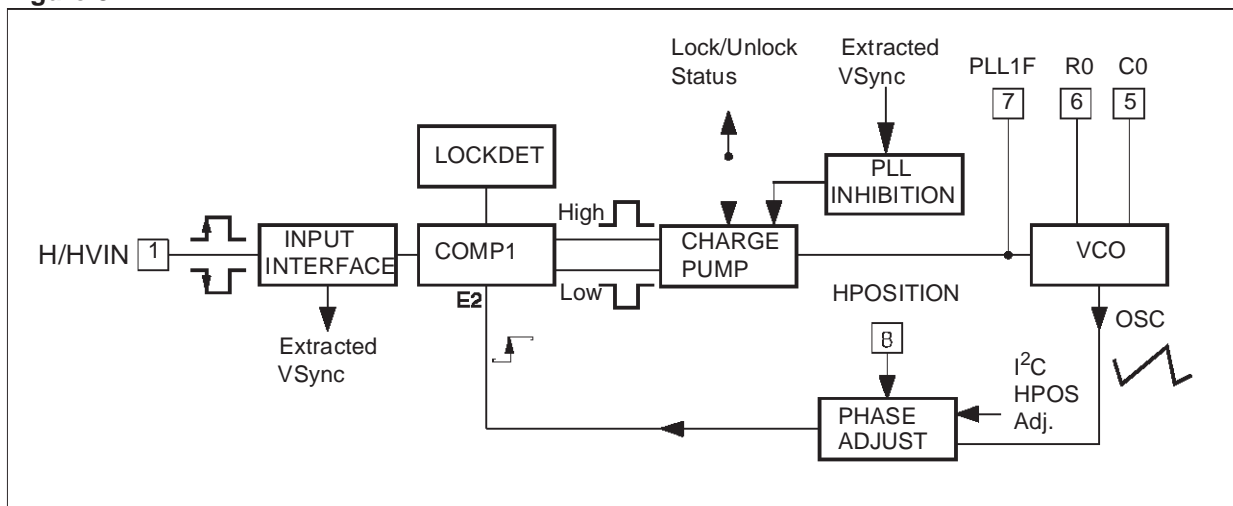 Lock/Unlock
Status
Extracted
VSync
PLL1F
R0
C0
7
6
5
LOCKDET
PLL
INHIBITION
High
H/HVIN
1
INPUT
INTERFACE
COMP1
CHARGE
PUMP
VCO
E2
Low
HPOSITION
OSC
Extracted
VSync
8
I²C
HPOS
Adj.
PHASE
ADJUST